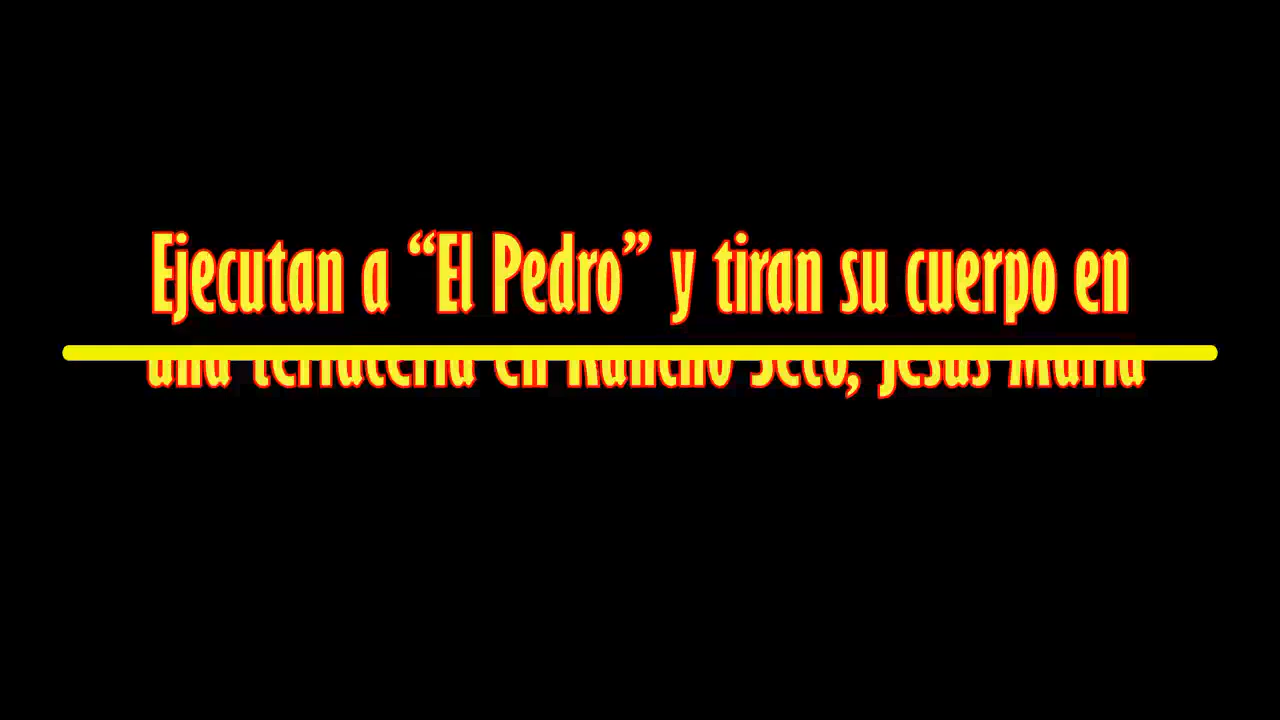 Ejecutan a “El Pedro” y tiran su cuerpo en
una terracería en Rancho Seco, Jesús María